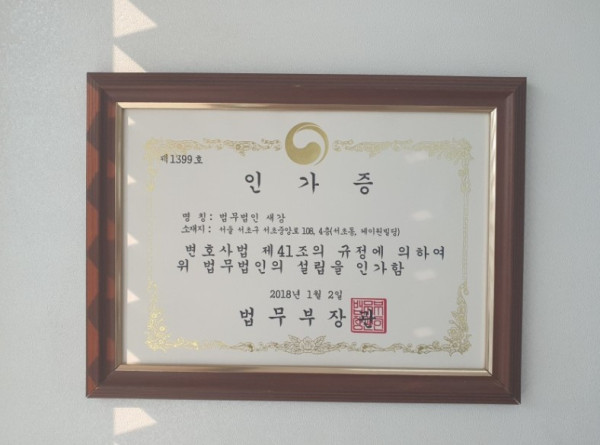 제1399호
인 가 증
명 칭 : 법무법인 재강
소재지 : 서울 서초구 서초중앙로 108, 4층(서초동, 제이원빌딩)
변호사법 제41조의 규정에 의하여
위 법무법인의 설립을 인가함
2018년 1월 2일
법 무 부 장 관